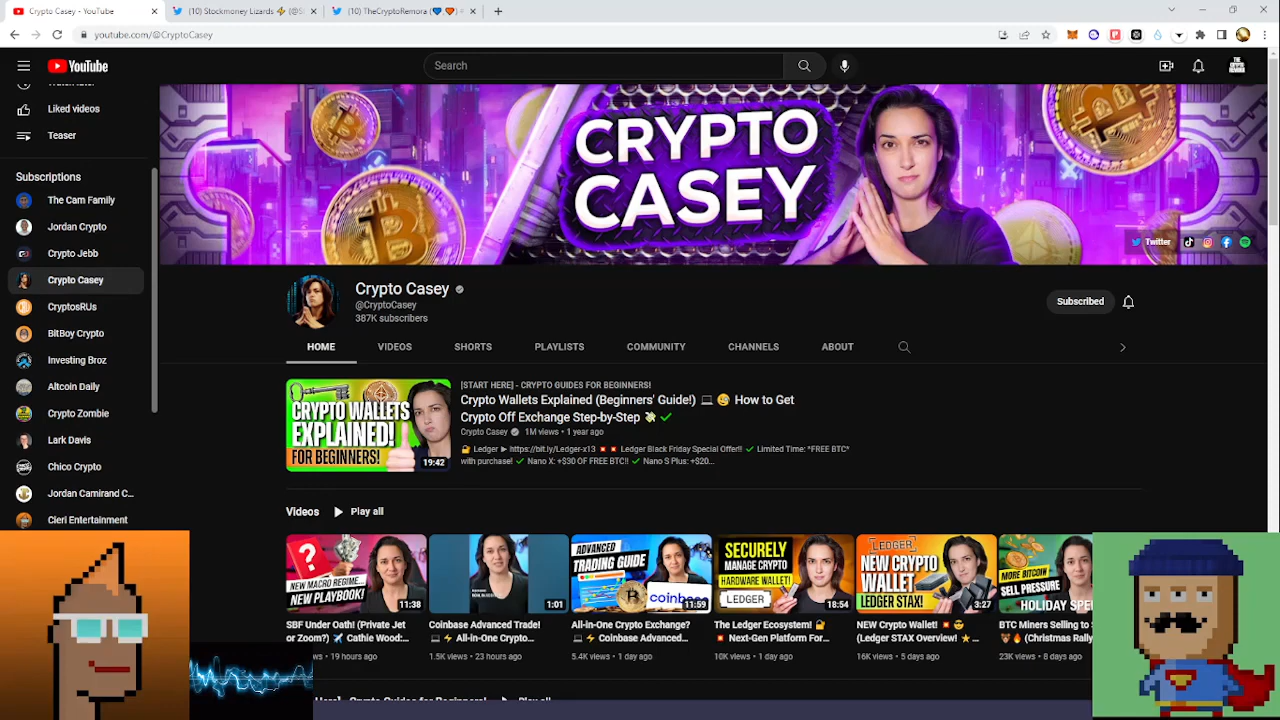 Crypto Casey - YouTube
(10) Stockmoney Lizards ⚡ (@S
(10) TheCryptoRemora (💙,🧡)
youtube.com/@CryptoCasey
YouTube
Search
Liked videos
Teaser
Subscriptions
The Cam Family
Jordan Crypto
Crypto Jebb
Crypto Casey
CryptosRUs
BitBoy Crypto
Investing Broz
Altcoin Daily
Crypto Zombie
Lark Davis
Chico Crypto
Jordan Camirand C...
Cleri Entertainment
CRYPTO
CASEY
Twitter
Crypto Casey
@CryptoCasey
387K subscribers
Subscribed
HOME
VIDEOS
SHORTS
PLAYLISTS
COMMUNITY
CHANNELS
ABOUT
CRYPTO WALLETS
EXPLAINED!
FOR BEGINNERS!
19:42
[START HERE] - CRYPTO GUIDES FOR BEGINNERS!
Crypto Wallets Explained (Beginners' Guide!) 💻 😉 How to Get
Crypto Off Exchange Step-by-Step 💸 ✅
Crypto Casey 1M views • 1 year ago
🔐 Ledger ► https://bit.ly/Ledger-x13 💥 💥 Ledger Black Friday Special Offer!! ✅ Limited Time: *FREE BTC*
with purchase! ✅ Nano X: +$30 OF FREE BTC!! ✅ Nano S Plus: +$20...
Videos
Play all
NEW MACRO REGIME...
NEW PLAYBOOK!
11:38
SBF Under Oath! (Private Jet
or Zoom?) ✈️ Cathie Wood:...
19 hours ago
1:01
Coinbase Advanced Trade!
💻 ⚡ All-in-One Crypto...
1.5K views • 23 hours ago
ADVANCED
TRADING GUIDE
coinb
11:59
All-in-One Crypto Exchange?
💻 ⚡ Coinbase Advanced...
5.4K views • 1 day ago
SECURELY
MANAGE CRYPTO
HARDWARE WALLET!
LEDGER
18:54
The Ledger Ecosystem! 🔐
💥 Next-Gen Platform For...
10K views • 1 day ago
LEDGER
NEW CRYPTO
WALLET
LEDGER STAX!
3:27
NEW Crypto Wallet! 💥 😎
(Ledger STAX Overview! ⭐...
16K views • 5 days ago
MORE BITCOIN
SELL PRESSURE
HOLIDAY SPE
BTC Miners Selling to
🐻 🔥 (Christmas Rally
23K views • 8 days ago